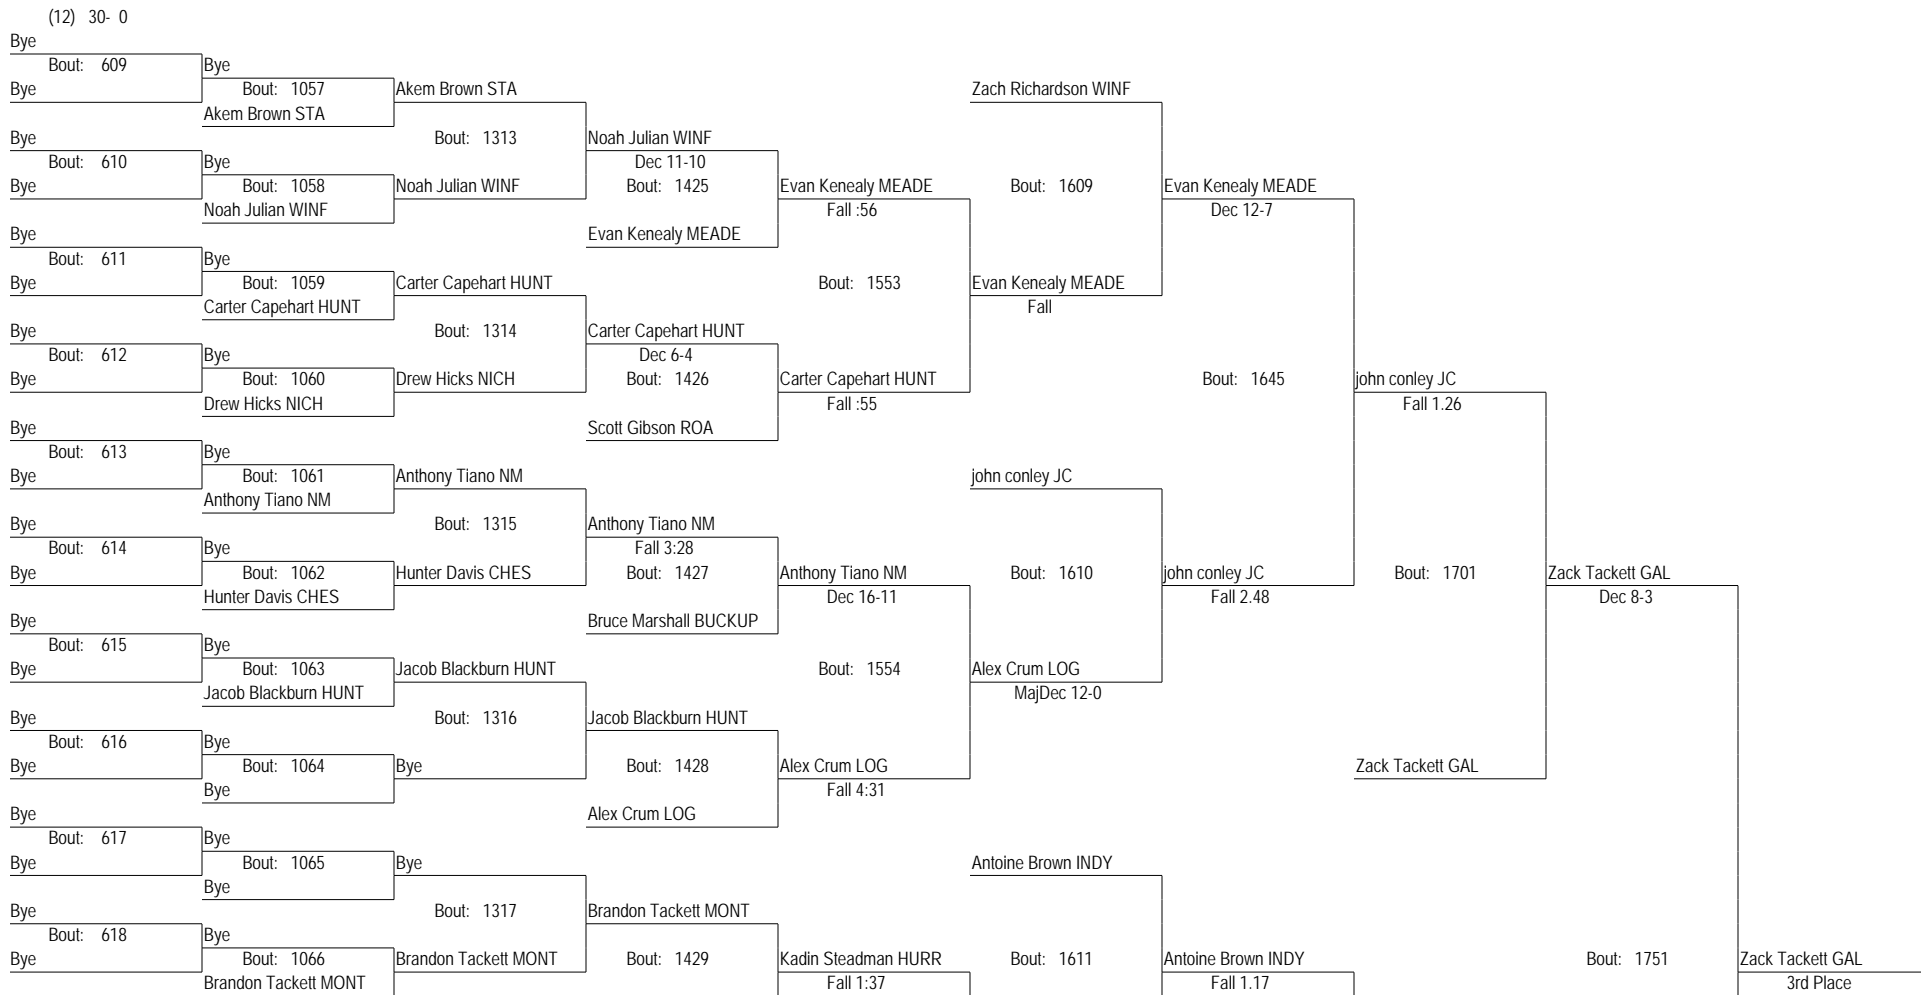 (12) 30- 0
Bye
Bout: 609 Bye
Bye Bout: 1057 Akem Brown STA Zach Richardson WINF
Akem Brown STA
Bye Bout: 1313 Noah Julian WINF
Bout: 610 Bye Dec 11-10
Bye Bout: 1058 Noah Julian WINF Bout: 1425 Evan Kenealy MEADE Bout: 1609 Evan Kenealy MEADE
Noah Julian WINF Fall :56 Dec 12-7
Bye Evan Kenealy MEADE
Bout: 611 Bye
Bye Bout: 1059 Carter Capehart HUNT Bout: 1553 Evan Kenealy MEADE
Carter Capehart HUNT Fall
Bye Bout: 1314 Carter Capehart HUNT
Bout: 612 Bye Dec 6-4
Bye Bout: 1060 Drew Hicks NICH Bout: 1426 Carter Capehart HUNT Bout: 1645 john conley JC
Drew Hicks NICH Fall :55 Fall 1.26
Bye Scott Gibson ROA
Bout: 613 Bye
Bye Bout: 1061 Anthony Tiano NM john conley JC
Anthony Tiano NM
Bye Bout: 1315 Anthony Tiano NM
Bout: 614 Bye Fall 3:28
Bye Bout: 1062 Hunter Davis CHES Bout: 1427 Anthony Tiano NM Bout: 1610 john conley JC Bout: 1701 Zack Tackett GAL
Hunter Davis CHES Dec 16-11 Fall 2.48 Dec 8-3
Bye Bruce Marshall BUCKUP
Bout: 615 Bye
Bye Bout: 1063 Jacob Blackburn HUNT Bout: 1554 Alex Crum LOG
Jacob Blackburn HUNT MajDec 12-0
Bye Bout: 1316 Jacob Blackburn HUNT
Bout: 616 Bye
Bye Bout: 1064 Bye Bout: 1428 Alex Crum LOG Zack Tackett GAL
Bye Fall 4:31
Bye Alex Crum LOG
Bout: 617 Bye
Bye Bout: 1065 Bye Antoine Brown INDY
Bye
Bye Bout: 1317 Brandon Tackett MONT
Bout: 618 Bye
Bye Bout: 1066 Brandon Tackett MONT Bout: 1429 Kadin Steadman HURR Bout: 1611 Antoine Brown INDY Bout: 1751 Zack Tackett GAL
Brandon Tackett MONT Fall 1:37 Fall 1.17 3rd Place